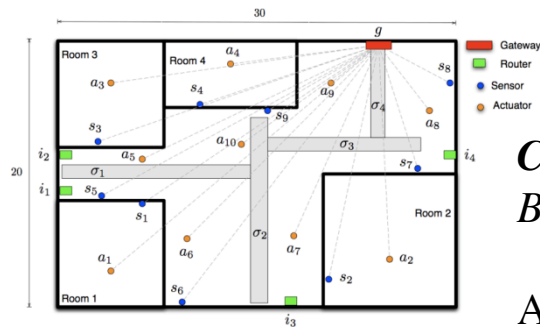 30
g
Gateway
Router
Sensor
Actuator
Room 3
Room 4
a4
s8
a3
s4
a9
σ4
a8
s9
s3
a10
σ3
i2
a5
s7
i4
σ1
i1
s5
s1
20
C
B
Room 2
σ2
a7
a6
a1
s2
a2
Room 1
s6
i3
A